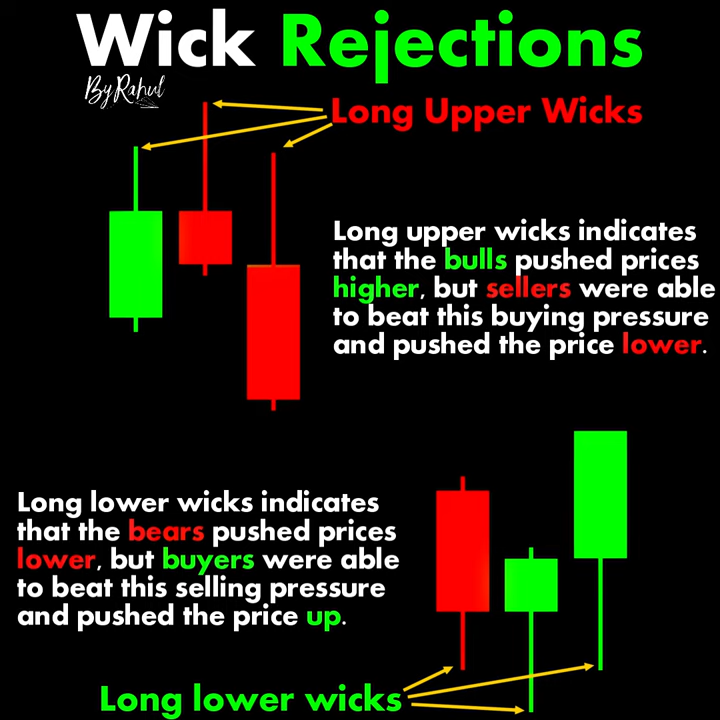 Wick Rejections
By Rahul
Long Upper Wicks
Long upper wicks indicates
that the bulls pushed prices
higher, but sellers were able
to beat this buying pressure
and pushed the price lower.
Long lower wicks indicates
that the bears pushed prices
lower, but buyers were able
to beat this selling pressure
and pushed the price up.
Long lower wicks